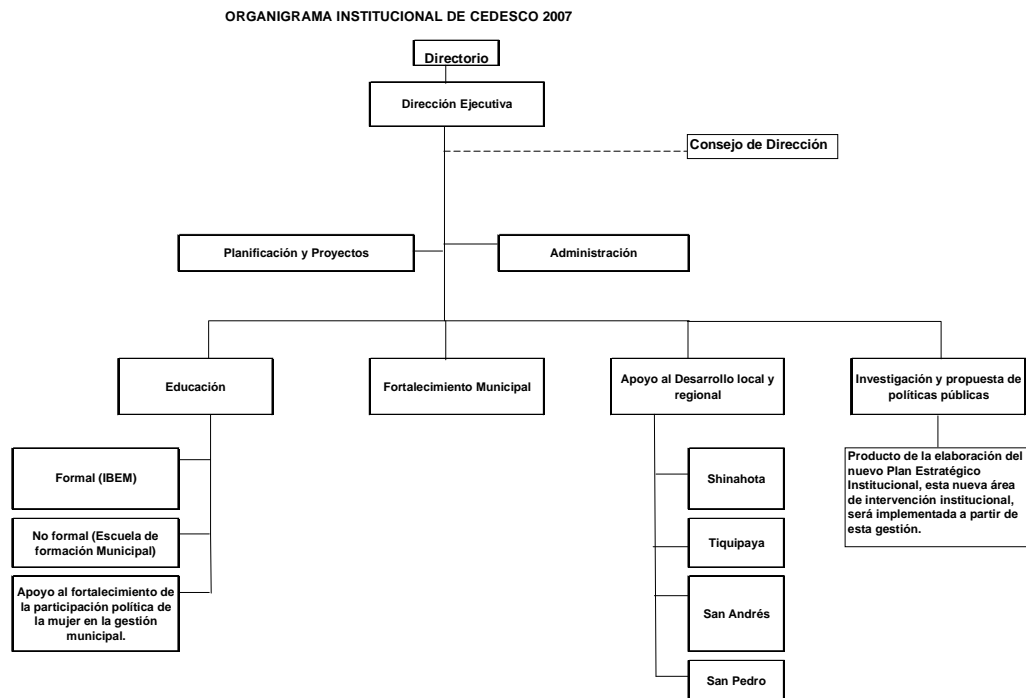 ORGANIGRAMA INSTITUCIONAL DE CEDESCO 2007
Directorio
Dirección Ejecutiva
Consejo de Dirección
Planificación y Proyectos
Administración
Educación
Fortalecimiento Municipal
Apoyo al Desarrollo local y
regional
Investigación y propuesta de
políticas públicas
Formal (IBEM)
No formal (Escuela de
formación Municipal)
Apoyo al fortalecimiento de
la participación política de
la mujer en la gestión
municipal.
Shinahota
Tiquipaya
San Andrés
San Pedro
Producto de la elaboración del
nuevo Plan Estratégico
Institucional, esta nueva área
de intervención institucional,
será implementada a partir de
esta gestión.